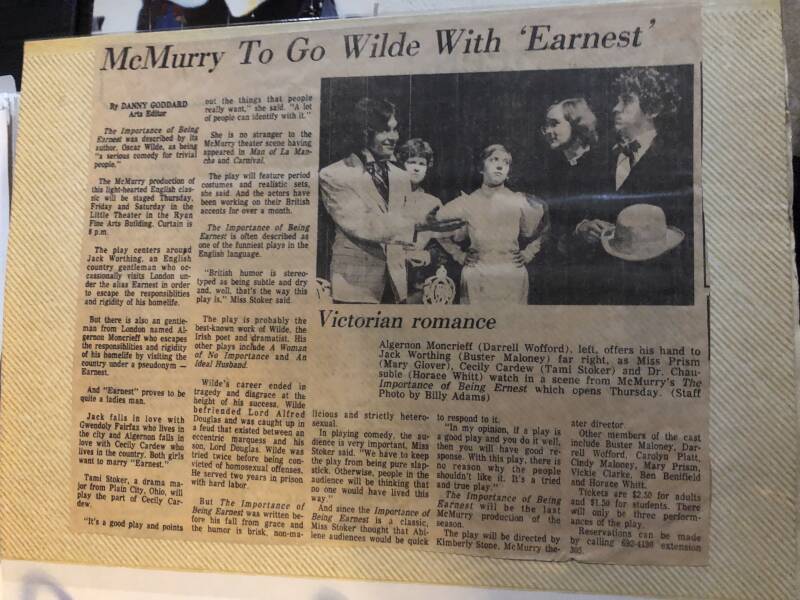 McMurry To Go Wilde With 'Earnest'
By DANNY GODDARD
Arts Editor
The Importance of Being
Earnest was described by its
author, Oscar Wilde, as being
"a serious comedy for trivial
people."
The McMurry production of
this light-hearted English clas-
sic will be staged Thursday,
Friday and Saturday in the
Little Theater in the Ryan
Fine Arts Building. Curtain is
8 p.m.
The play centers around
Jack Worthing, an English
country gentleman who oc-
cassionally visits London un-
der the alias Earnest in order
to escape the responsiblities
and rigidity of his homelife.
But there is also an gentle-
man from London named Al-
gernon Moncrieff who escapes
the responsiblities and rigidity
of his homelife by visiting the
country under a pseudonym —
Earnest.
And "Earnest" proves to be
quite a ladies man.
Jack falls in love with
Gwendoly Fairfax who lives in
the city and Algernon falls in
love with Cecily Cardew who
lives in the country. Both girls
want to marry "Earnest."
Tami Stoker, a drama ma-
jor from Plain City, Ohio, will
play the part of Cecily Car-
dew.
"It's a good play and points
out the things that people
really want," she said. "A lot
of people can identify with it."
She is no stranger to the
McMurry theater scene having
appeared in Man of La Man-
cha and Carnival.
The play will feature period
costumes and realistic sets,
she said. And the actors have
been working on their British
accents for over a month.
The Importance of Being
Earnest is often described as
one of the funniest plays in the
English language.
"British humor is stereo-
typed as being subtle and dry
and, well, that's the way this
play is," Miss Stoker said.
The play is probably the
best-known work of Wilde, the
Irish poet and dramatist. His
other plays include A Woman
of No Importance and An
Ideal Husband.
Wilde's career ended in
tragedy and disgrace at the
height of his success. Wilde
befriended Lord Alfred
Douglas and was caught up in
a feud that existed between an
eccentric marquess and his
son, Lord Douglas. Wilde was
tried twice before being con-
victed of homosexual offenses.
He served two years in prison
with hard labor.
But The Importance of
Being Earnest was written be-
fore his fall from grace and
the humor is brisk, non-ma-
Victorian romance
Algernon Moncrief (Darrell Wofford), left, offers his hand to
Jack Worthing (Buster Maloney) far right, as Miss Prism
(Mary Glover), Cecily Cardew (Tami Stoker) and Dr. Chau-
suble (Horace Whitt) watch in a scene from McMurry's The
Importance of Being Ernest which opens Thursday. (Staff
Photo by Billy Adams)
licious and strictly hetero-
sexual.
In playing comedy, the au-
dience is very important, Miss
Stoker said. "We have to keep
the play from being pure slap-
stick. Otherwise, people in the
audience will be thinking that
no one would have lived this
way."
And since the Importance of
Being Earnest is a classic,
Miss Stoker thought that Abi-
lene audiences would be quick
to respond to it.
"In my opinion, if a play is
a good play and you do it well,
then you will have good re-
sponse. With this play, there is
no reason why the people
shouldn't like it. It's a tried
and true play."
The Importance of Being
Earnest will be the last
McMurry production of the
season.
The play will be directed by
Kimberly Stone, McMurry the-
ater director.
Other members of the cast
include Buster Maloney, Dar-
rell Wofford, Carolyn Platt,
Cindy Maloney, Mary Prism,
Vickie Clarke, Ben Benifield
and Horace Whitt.
Tickets are $2.50 for adults
and $1.50 for students. There
will only be three perform-
ances of the play.
Reservations can be made
by calling 692-4130 extension
305.